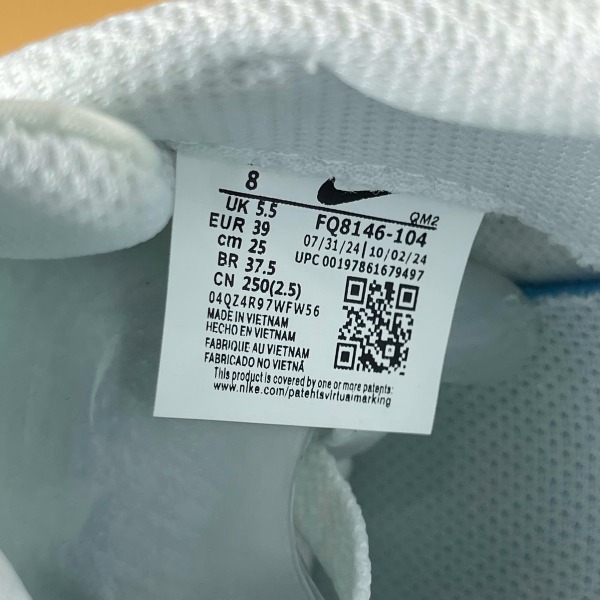 8
UK 5.5
EUR 39
cm 25
BR 37.5
CN 250(2.5)
04QZ4R97WFW56
MADE IN VIETNAM
HECHO EN VIETNAM
FABRIQUE AU VIETNAM
FABRICADO NO VIETNÃ
This product is covered by one or more patents:
www.nike.com/patentsvirtualmarking
QM2
FQ8146-104
07/31/24|10/02/24
UPC 00197861679497